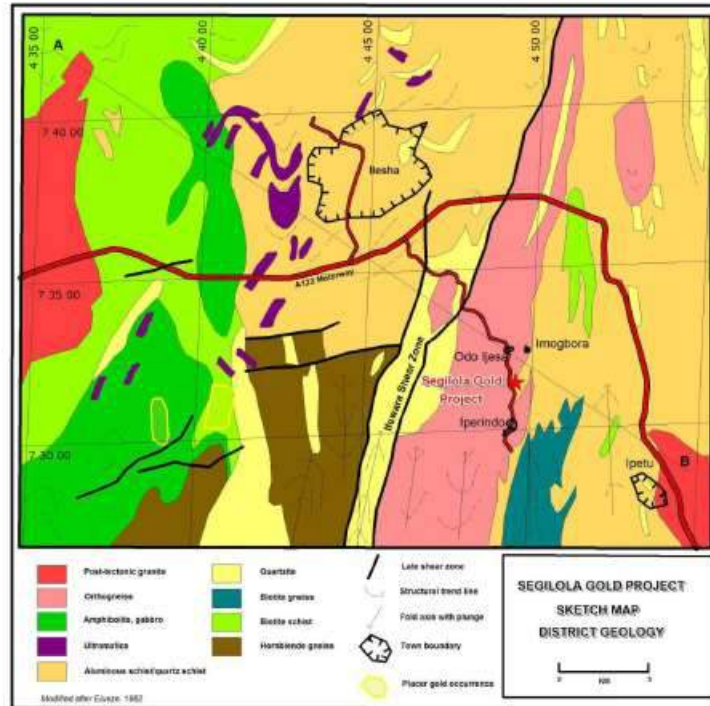 A
4 35 00
4 40 00
4 45 00
4 50 00
7 40 00
Ilesha
A123 Motorway
7 35 00
Odo Ijesa
Imogbora
Segilola Gold
Project
Ifewara Shear Zone
Iperindo
7 30 00
Ipetu
B
Post-tectonic granite
Orthogneiss
Amphibolite, gabbro
Ultramafics
Aluminous schist/quartz schist
Quartzite
Biotite gneiss
Biotite schist
Hornblende gneiss
Late shear zone
Structural trend line
Fold axis with plunge
Town boundary
Placer gold occurrence
SEGILOLA GOLD PROJECT
SKETCH MAP
DISTRICT GEOLOGY
KM
Modified after Elueze, 1982